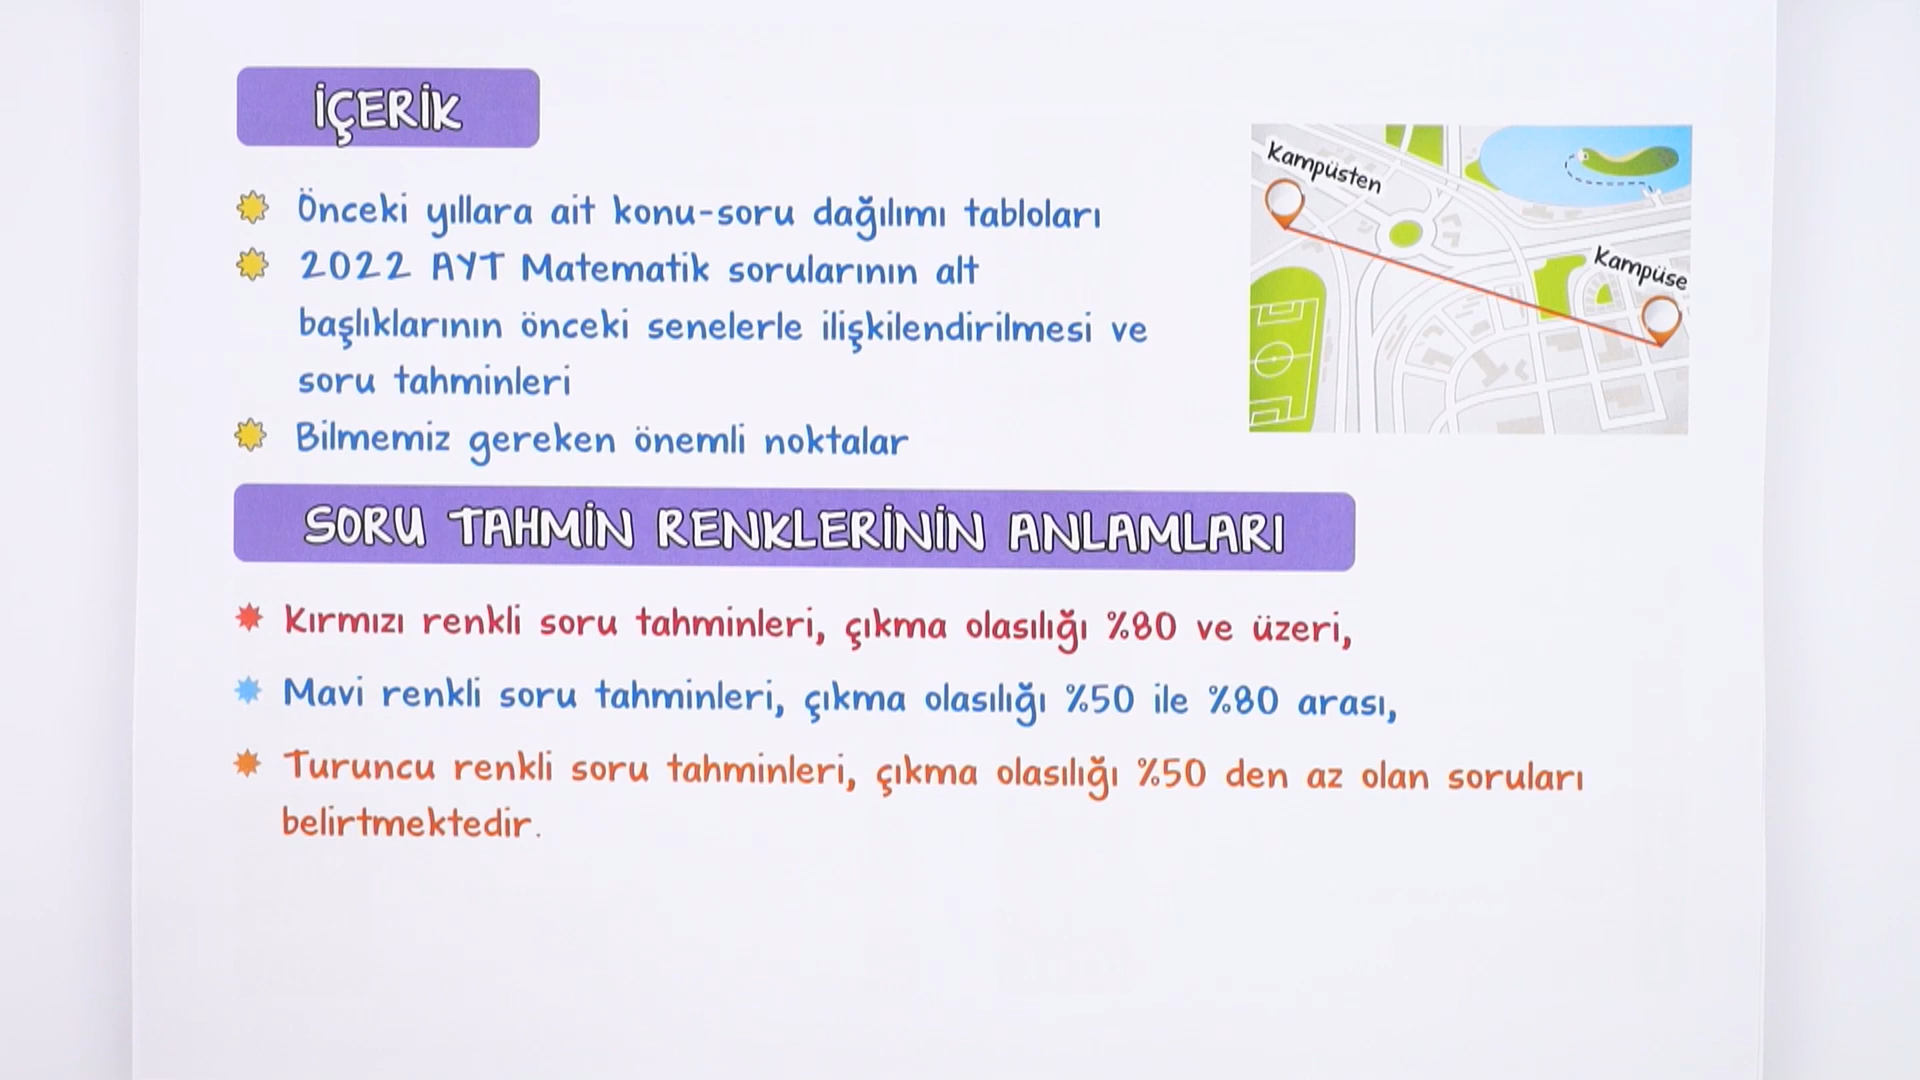 İÇERİK
Önceki yıllara ait konu-soru dağılımı tabloları
2022 AYT Matematik sorularının alt
başlıklarının önceki senelerle ilişkilendirilmesi ve
soru tahminleri
Bilmemiz gereken önemli noktalar
Kampüsten
Kampüse
SORU TAHMİN RENKLERİNİN ANLAMLARI
Kırmızı renkli soru tahminleri, çıkma olasılığı %80 ve üzeri,
Mavi renkli soru tahminleri, çıkma olasılığı %50 ile %80 arası,
Turuncu renkli soru tahminleri, çıkma olasılığı %50 den az olan soruları
belirtmektedir.